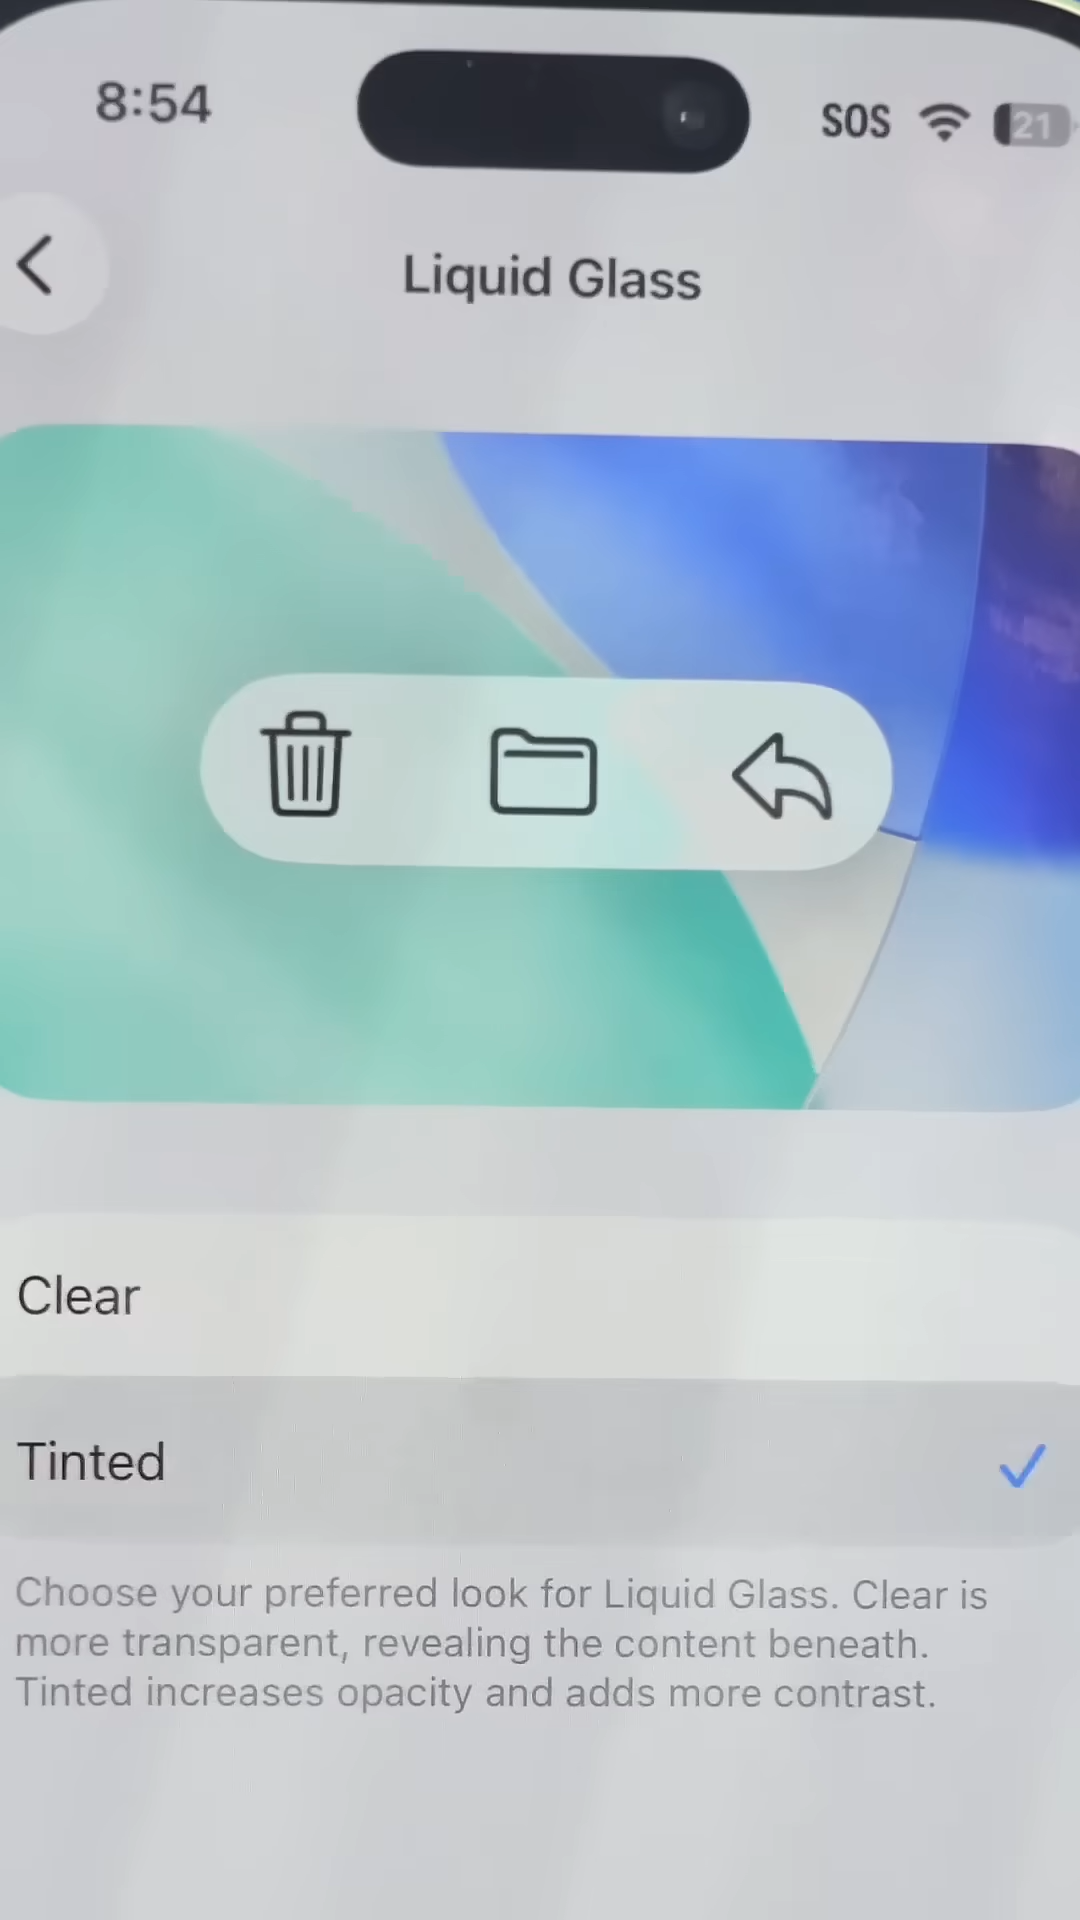 8:54
SOS
21
Liquid Glass
Clear
Tinted
Choose your preferred look for Liquid Glass. Clear is
more transparent, revealing the content beneath.
Tinted increases opacity and adds more contrast.